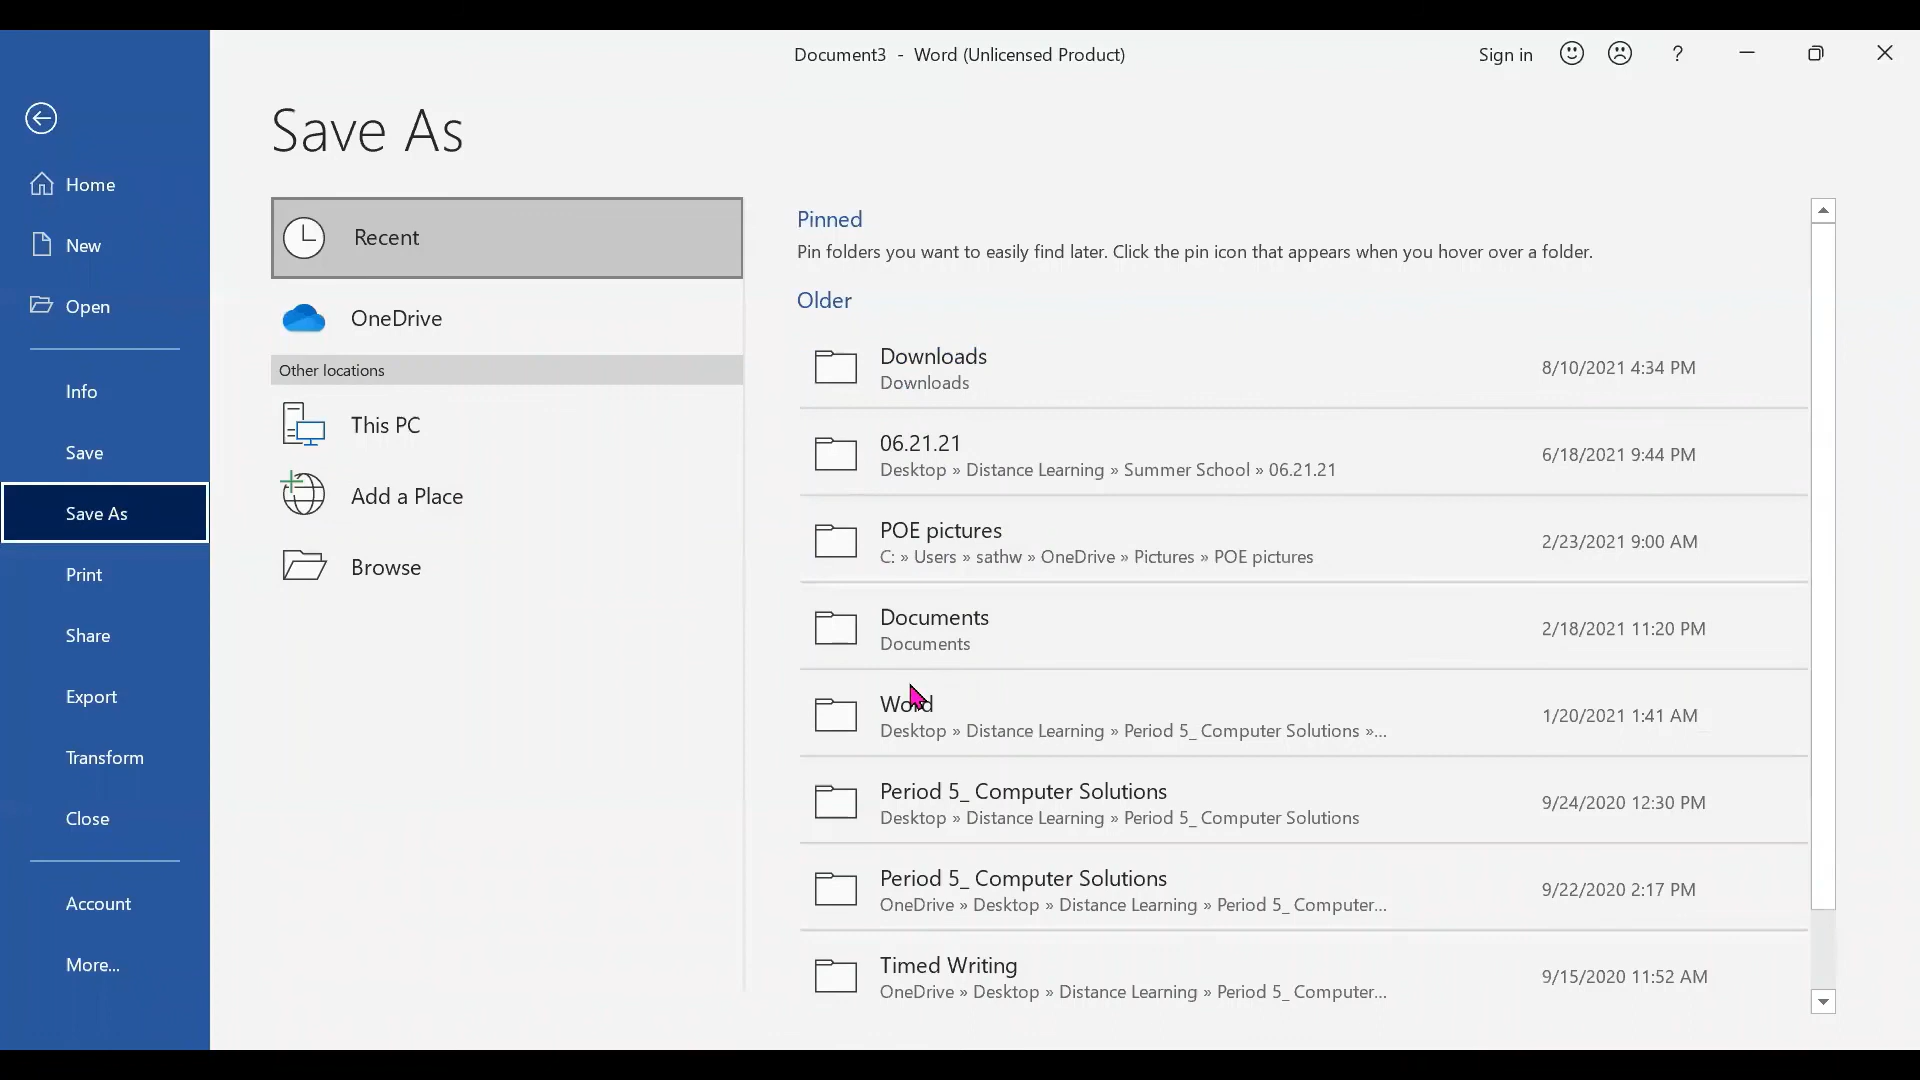 Document3 - Word (Unlicensed Product)
Sign in
?
Save As
Home
New
Open
Info
Save
Save As
Print
Share
Export
Transform
Close
Account
More...
Recent
OneDrive
Other locations
This PC
Add a Place
Browse
Pinned
Pin folders you want to easily find later. Click the pin icon that appears when you hover over a folder.
Older
Downloads
Downloads
8/10/2021 4:34 PM
06.21.21
Desktop » Distance Learning » Summer School » 06.21.21
6/18/2021 9:44 PM
POE pictures
C: » Users » sathw » OneDrive » Pictures » POE pictures
2/23/2021 9:00 AM
Documents
Documents
2/18/2021 11:20 PM
Word
Desktop » Distance Learning » Period 5_ Computer Solutions »...
1/20/2021 1:41 AM
Period 5_ Computer Solutions
Desktop » Distance Learning » Period 5_ Computer Solutions
9/24/2020 12:30 PM
Period 5_ Computer Solutions
OneDrive » Desktop » Distance Learning » Period 5_ Computer...
9/22/2020 2:17 PM
Timed Writing
OneDrive » Desktop » Distance Learning » Period 5_ Computer...
9/15/2020 11:52 AM